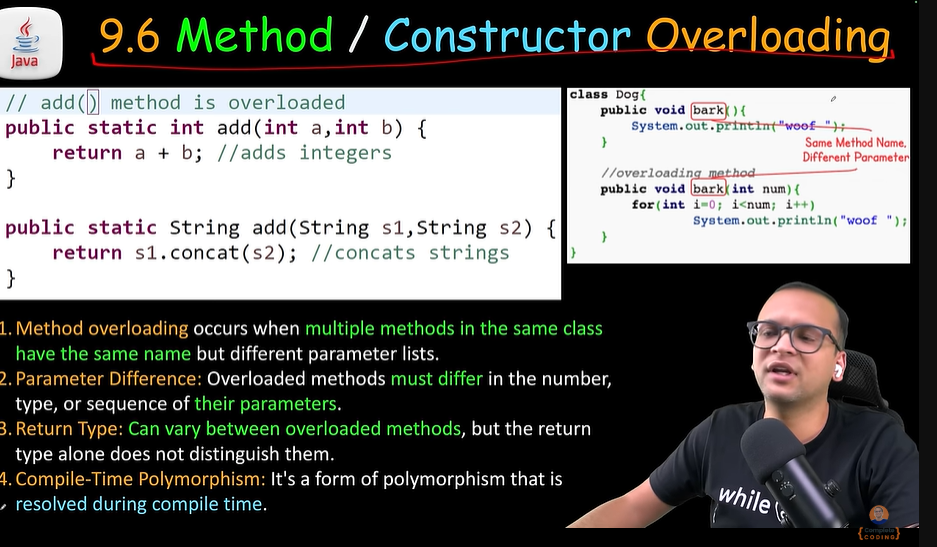 Java
9.6 Method / Constructor Overloading
// add() method is overloaded
public static int add(int a,int b) {
return a + b; //adds integers
}
public static String add(String s1,String s2) {
return s1.concat(s2); //concats strings
}
class Dog{
public void bark(){
System.out.println("woof ");
}
Same Method Name,
Different Parameter
//overloading method
public void bark(int num){
for(int i=0; i<num; i++)
System.out.println("woof ");
}
}
1. Method overloading occurs when multiple methods in the same class
have the same name but different parameter lists.
2. Parameter Difference: Overloaded methods must differ in the number,
type, or sequence of their parameters.
3. Return Type: Can vary between overloaded methods, but the return
type alone does not distinguish them.
4. Compile-Time Polymorphism: It's a form of polymorphism that is
resolved during compile time.
while
Complete
CODING